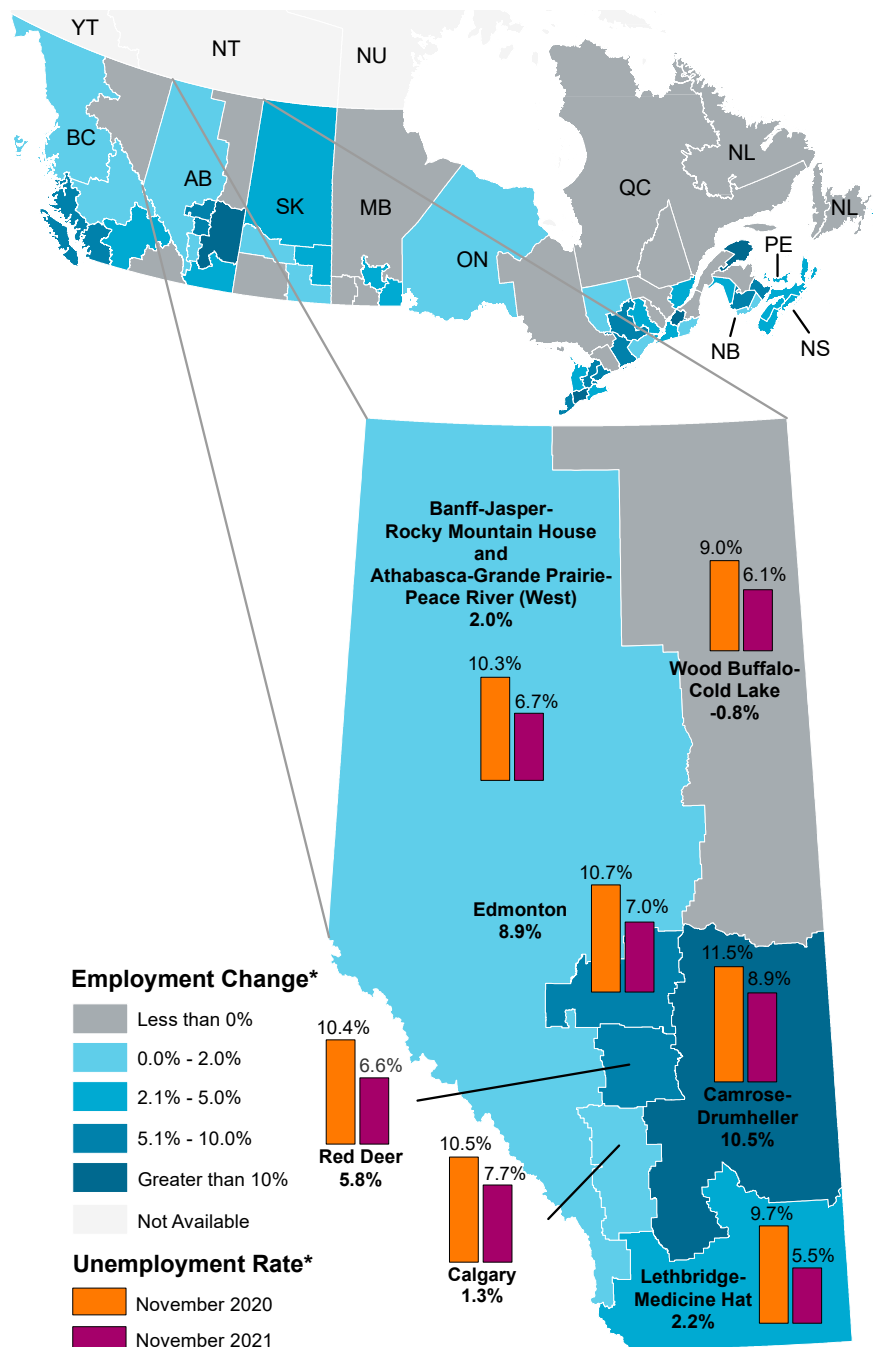 YT
NT
NU
BC
AB
SK
MB
ON
QC
NL
NL
PE
NB
NS
Banff-Jasper-
Rocky Mountain House
and
Athabasca-Grande Prairie-
Peace River (West)
2.0%
10.3%
6.7%
9.0%
6.1%
Wood Buffalo-
Cold Lake
-0.8%
Edmonton
8.9%
10.7%
7.0%
11.5%
8.9%
Camrose-
Drumheller
10.5%
10.4%
6.6%
Red Deer
5.8%
10.5%
7.7%
Calgary
1.3%
9.7%
5.5%
Lethbridge-
Medicine Hat
2.2%
Employment Change*
Less than 0%
0.0% - 2.0%
2.1% - 5.0%
5.1% - 10.0%
Greater than 10%
Not Available
Unemployment Rate*
November 2020
November 2021